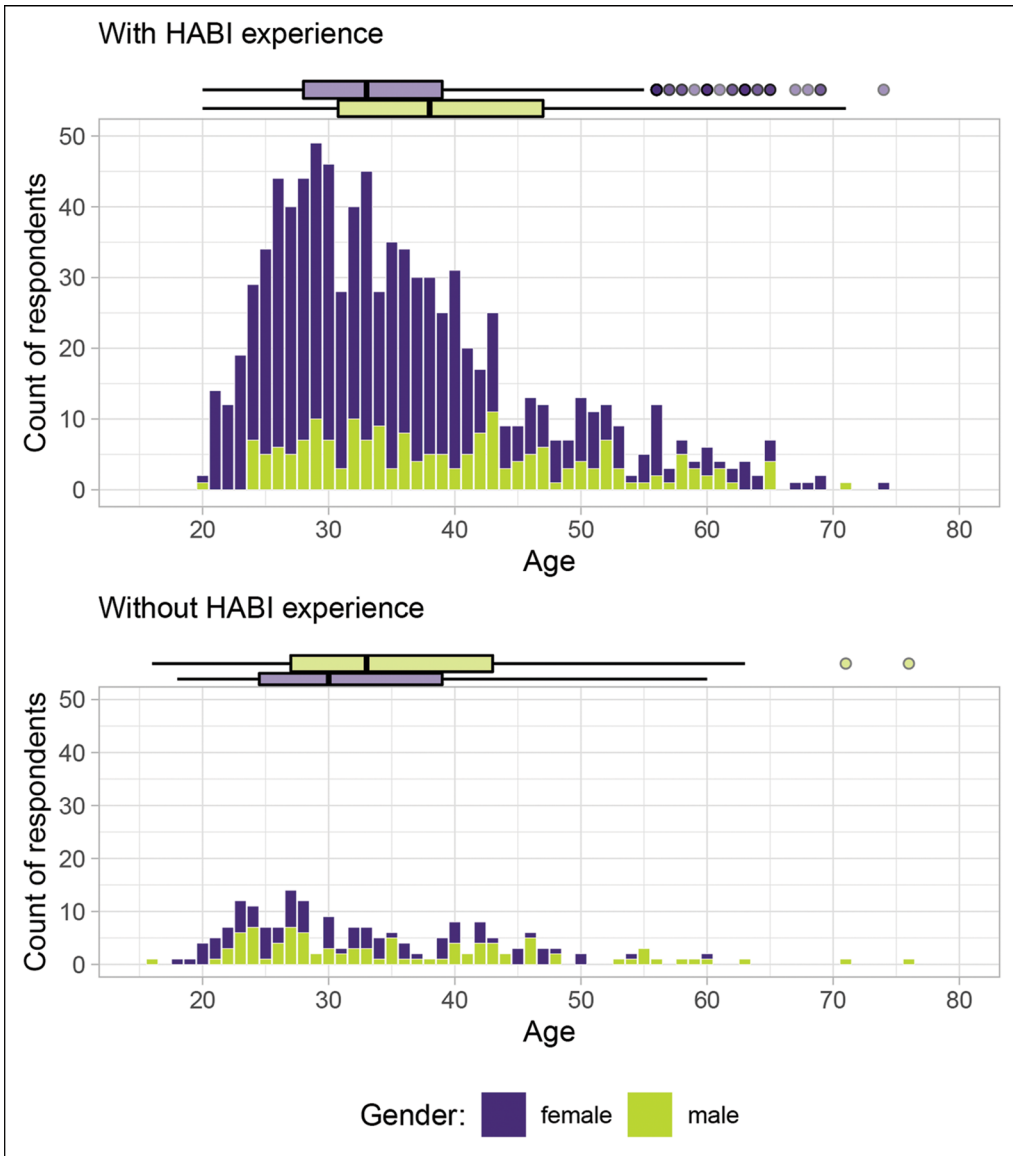 With HABI experience
50
40
30
20
10
0
Count of respondents
20 30 40 50 60 70 80
Age
Without HABI experience
50
40
30
20
10
0
Count of respondents
20 30 40 50 60 70 80
Age
Gender: female male